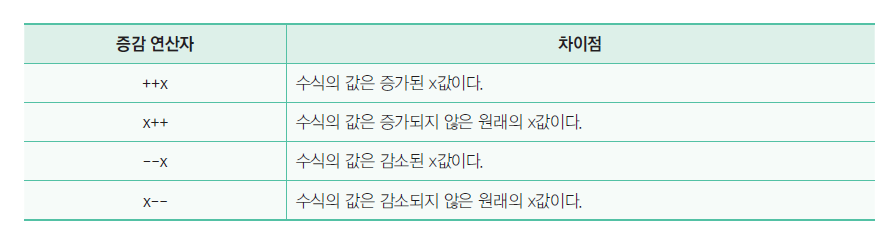 증감 연산자 차이점
++x 수식의 값은 증가된 x값이다.
x++ 수식의 값은 증가되지 않은 원래의 x값이다.
--x 수식의 값은 감소된 x값이다.
x-- 수식의 값은 감소되지 않은 원래의 x값이다.